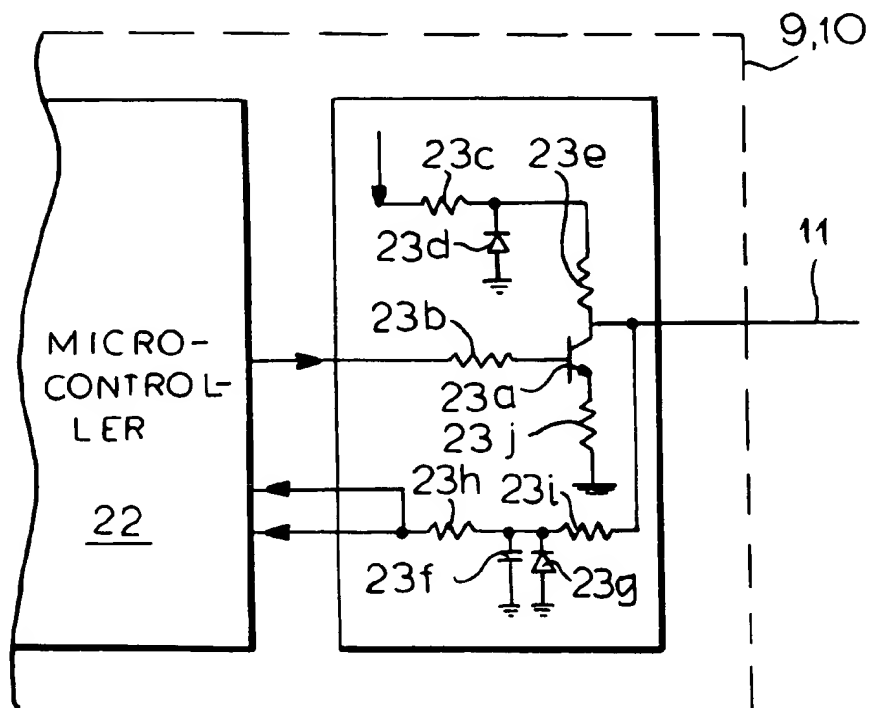 9,10
23c
23e
11
23d
23b
MICRO-
CONTROL-
LER
22
23a
23j
23h
23i
23f
23g